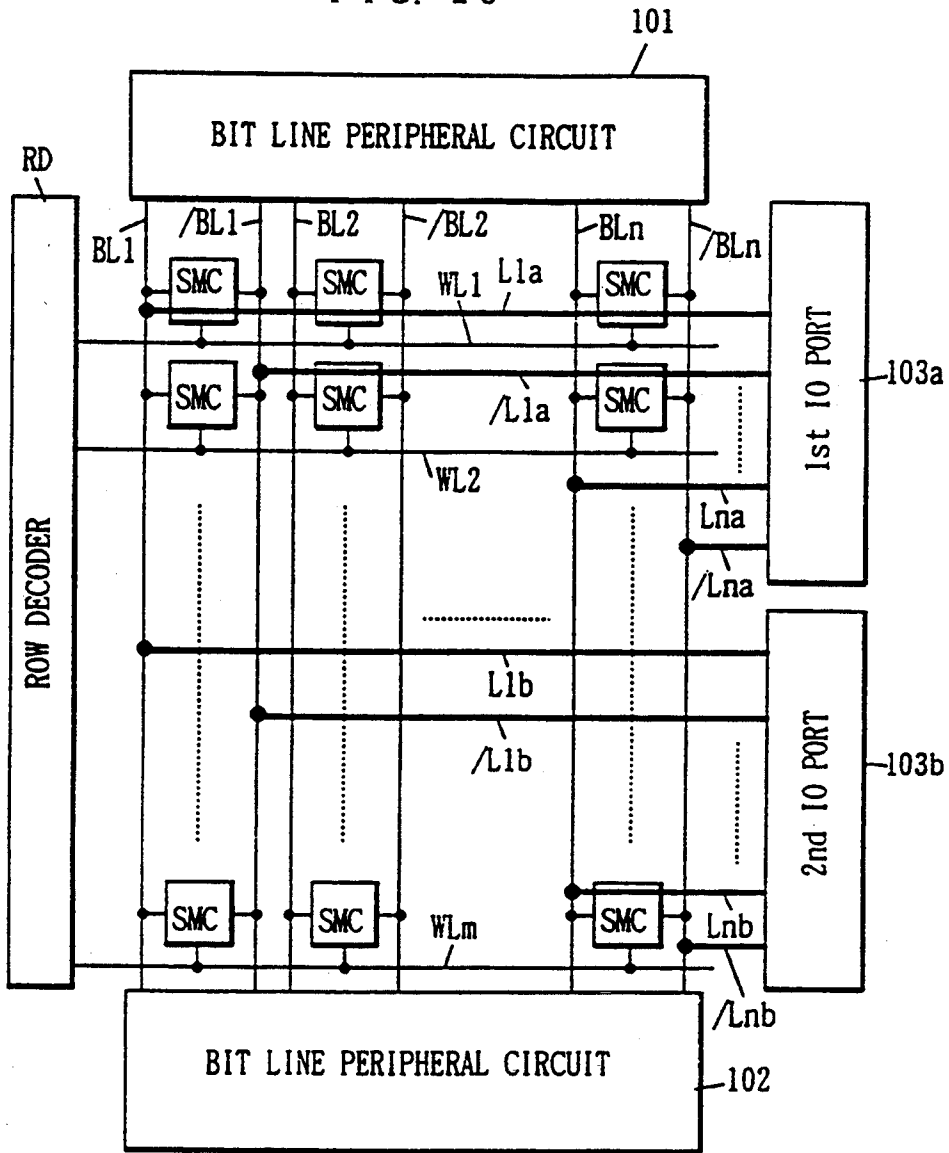 FIG.
101
BIT LINE PERIPHERAL CIRCUIT
RD
BL1
/BL1
BL2
/BL2
BLn
/BLn
SMC
SMC
SMC
WL1
L1a
SMC
SMC
SMC
/L1a
WL2
Lna
/Lna
1st IO PORT
103a
ROW DECODER
L1b
/L1b
2nd IO PORT
103b
SMC
SMC
SMC
WLm
Lnb
/Lnb
BIT LINE PERIPHERAL CIRCUIT
102